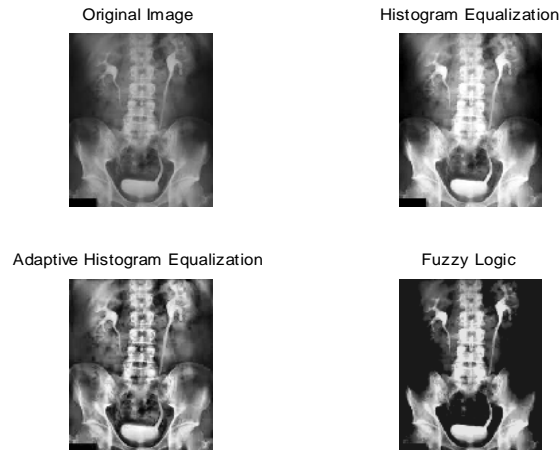 Original Image
Histogram Equalization
Adaptive Histogram Equalization
Fuzzy Logic